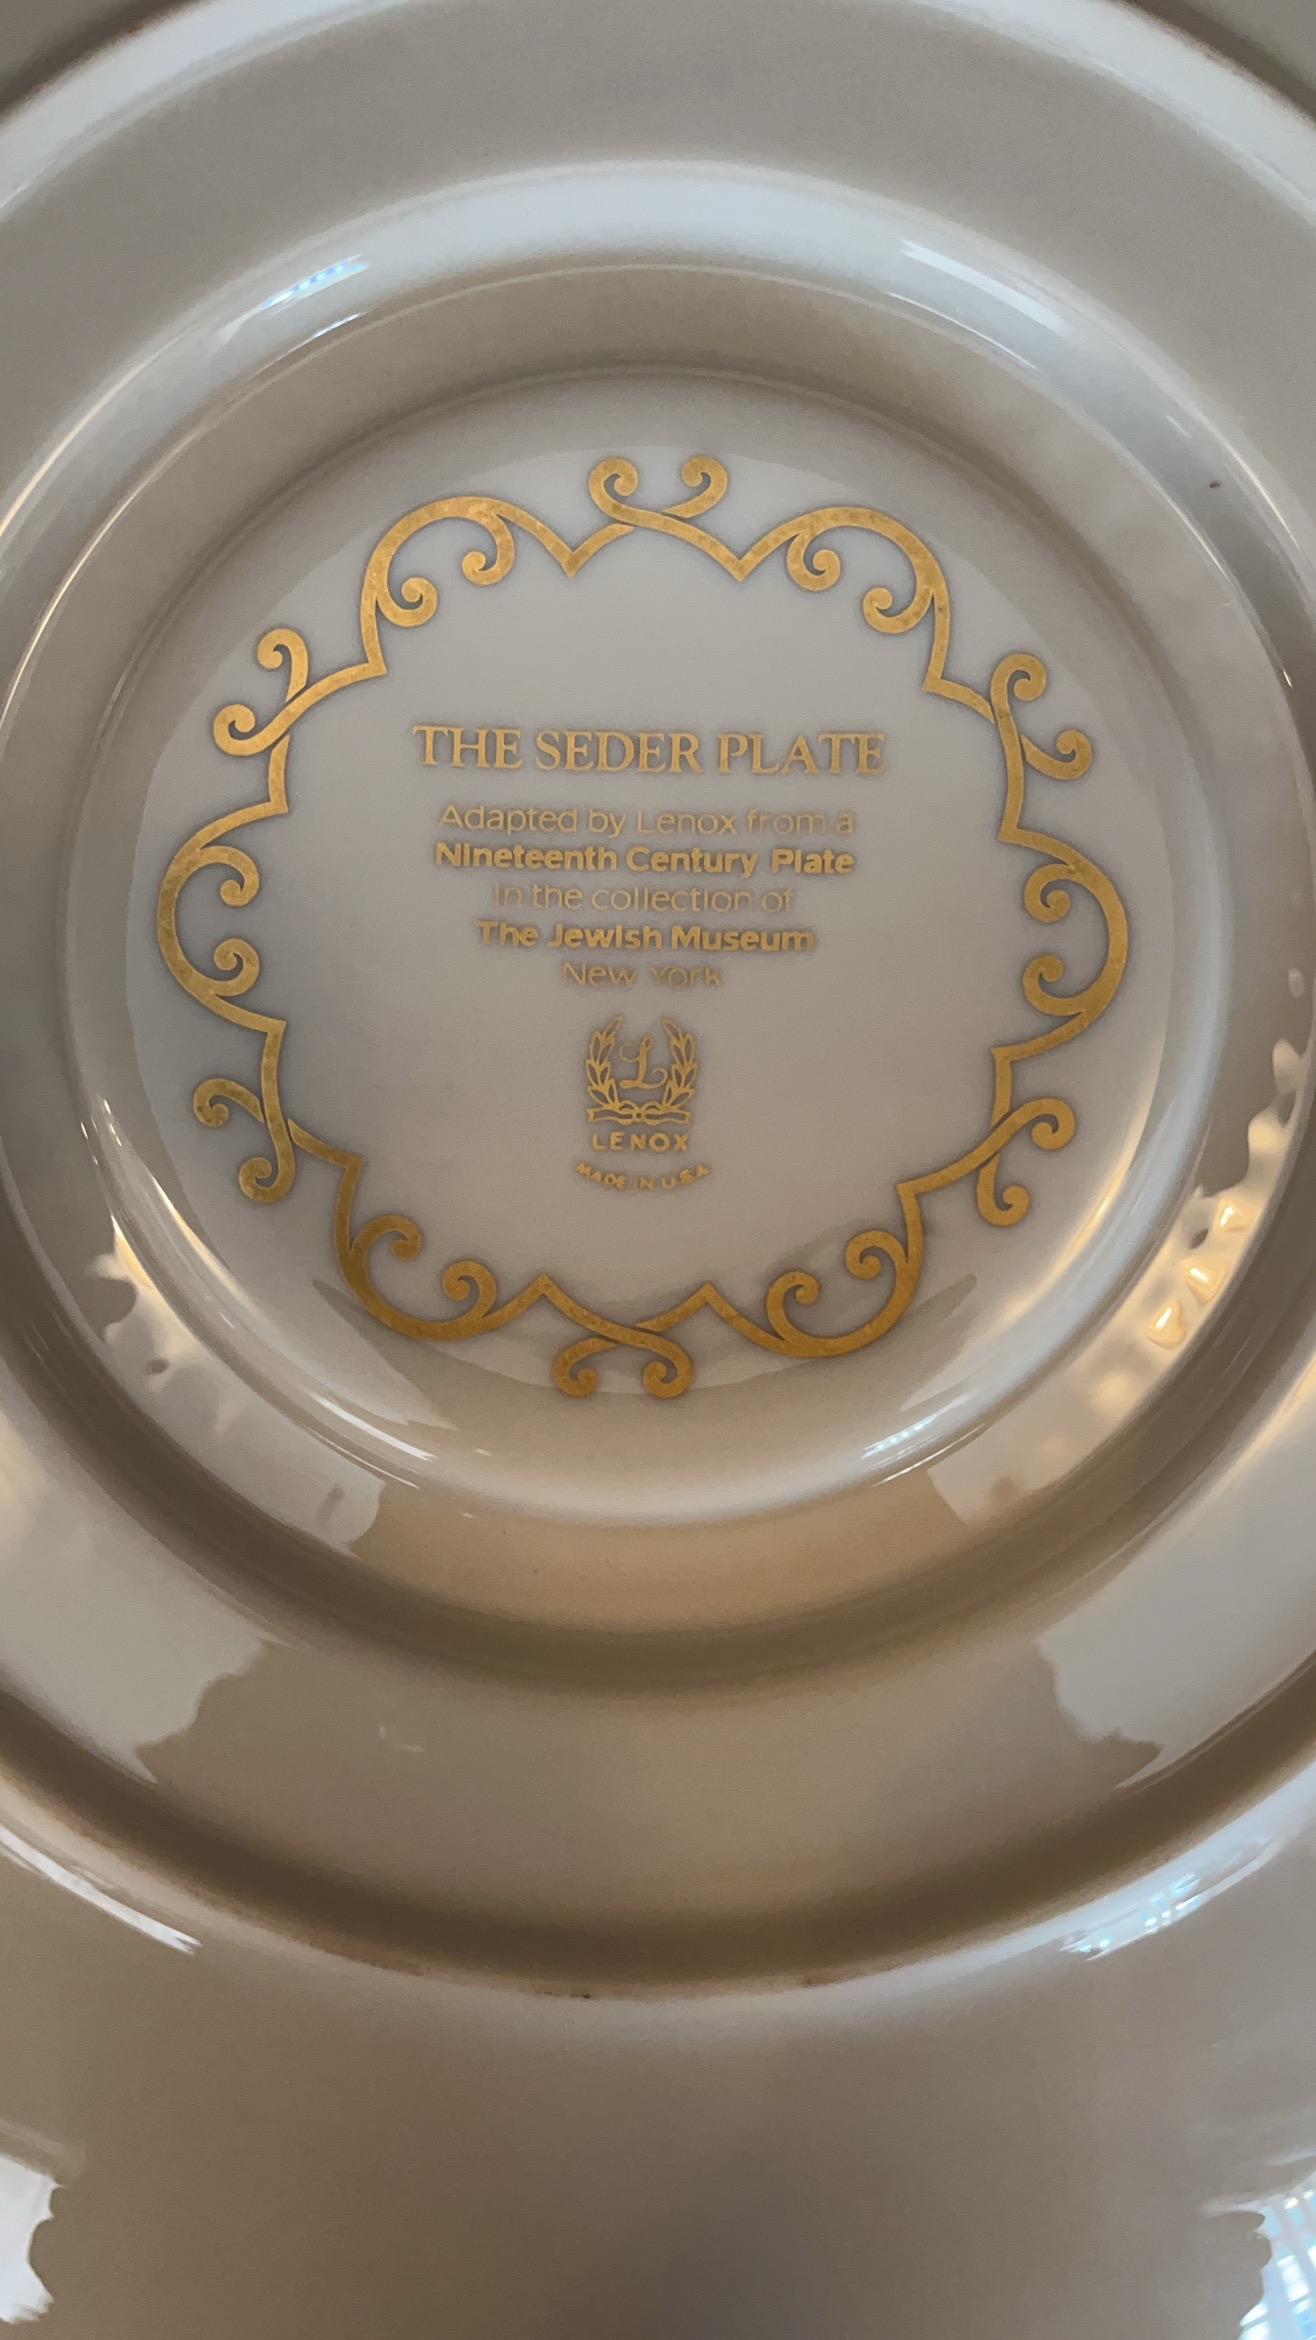 THE SEDER PLATE
Adapted by Lenox from a
Nineteenth Century Plate
in the collection of
The Jewish Museum
New York
L
LENOX
MADE IN U.S.A.